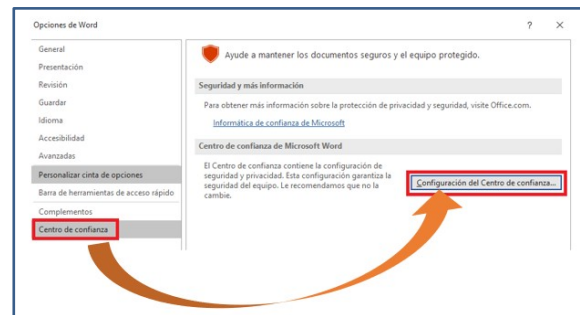 Opciones de Word
? ×
General
Presentación
Revisión
Guardar
Idioma
Accesibilidad
Avanzadas
Personalizar cinta de opciones
Barra de herramientas de acceso rápido
Complementos
Centro de confianza
Ayude a mantener los documentos seguros y el equipo protegido.
Seguridad y más información
Para obtener más información sobre la protección de privacidad y seguridad, visite Office.com.
Informática de confianza de Microsoft
Centro de confianza de Microsoft Word
El Centro de confianza contiene la configuración de
seguridad y privacidad. Esta configuración garantiza la
seguridad del equipo. Le recomendamos que no la
cambie.
Configuración del Centro de confianza...